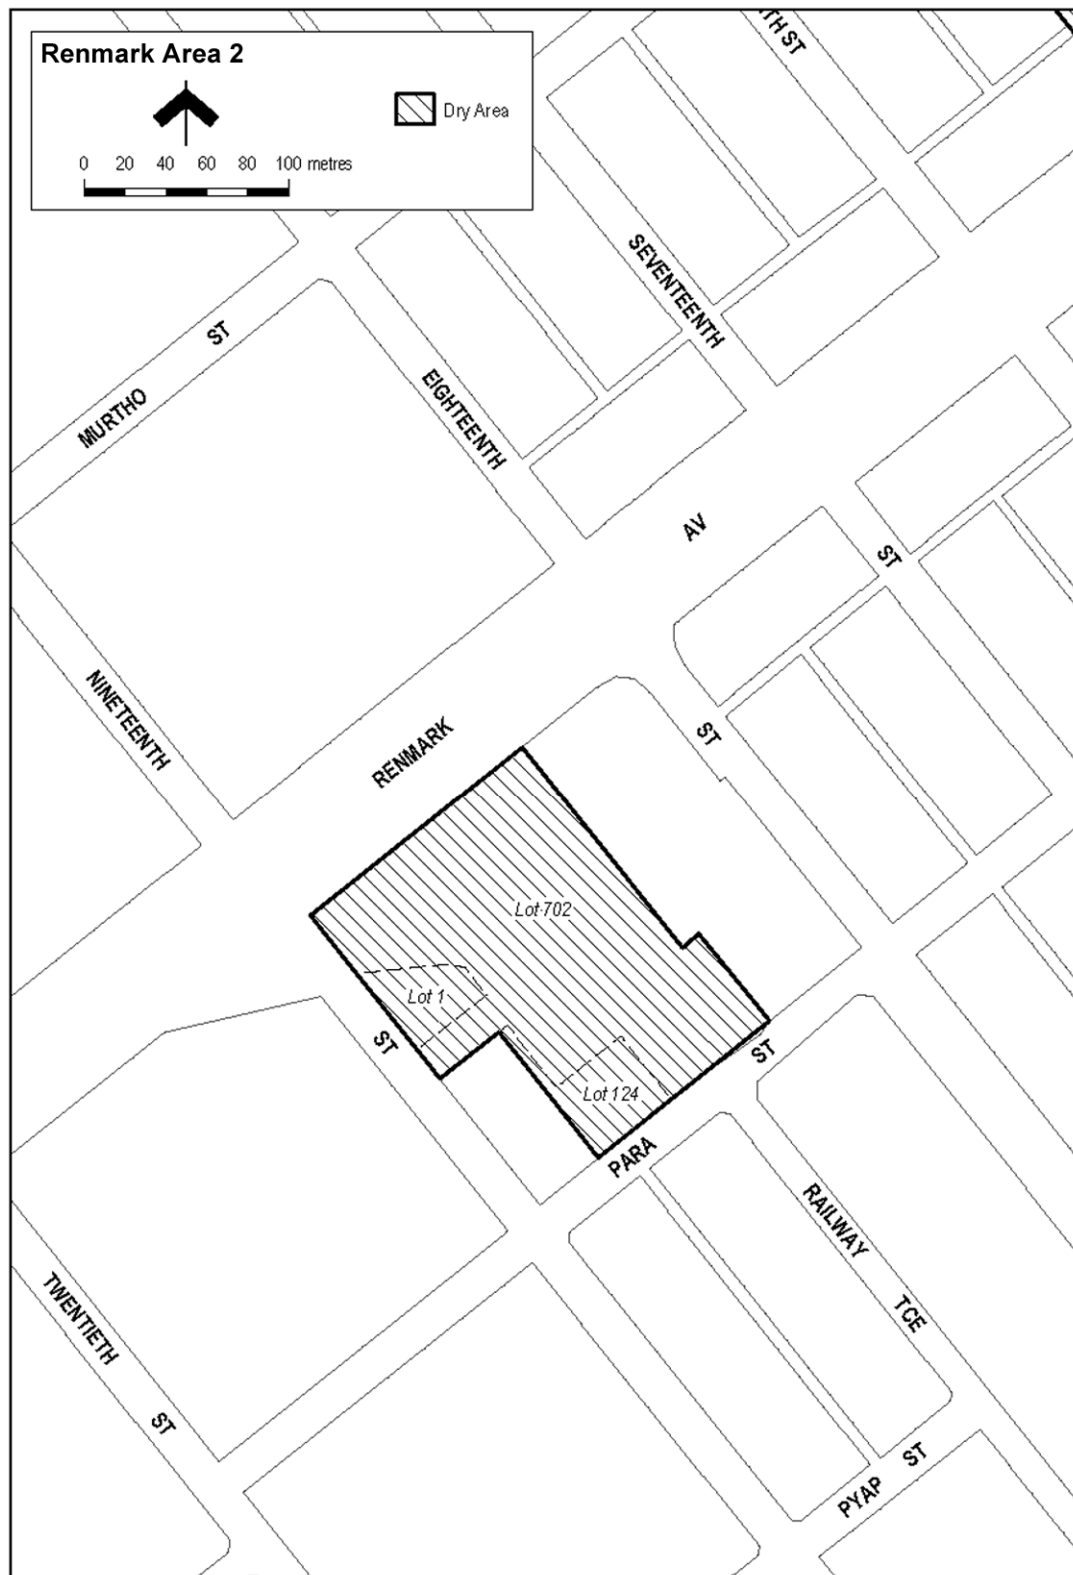 Renmark Area 2
Dry Area
0 20 40 60 80 100 metres
TH ST
SEVENTEENTH
ST
MURTHO
ST
EIGHTEENTH
ST
AV
RENMARK
NINETEENTH
ST
Lot 702
Lot 1
Lot 124
PARA
ST
RAILWAY
TCE
TWENTIETH
ST
PYAP
ST